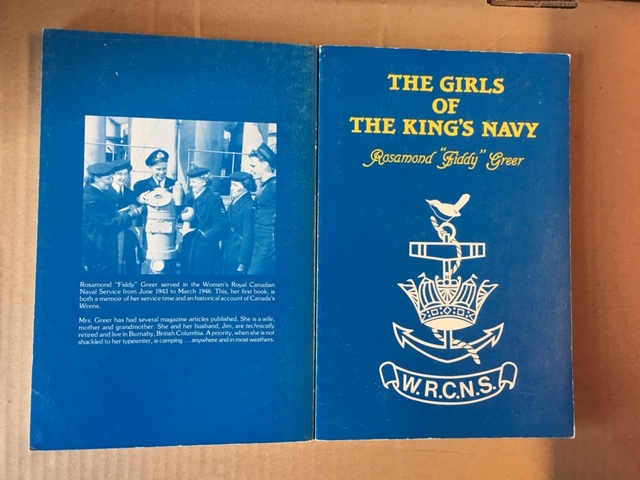 Rosamond "Fiddy" Greer served in the Women's Royal Canadian
Naval Service from June 1943 to March 1946. This, her first book, is
both a memoir of her service time and an historical account of Canada's
Wrens.
Mrs. Greer has had several magazine articles published. She is a wife,
mother and grandmother. She and her husband, Jim, are technically
retired and live in Burnaby, British Columbia. A priority, when she is not
shackled to her typewriter, is camping . . . anywhere and in most weathers.
THE GIRLS
OF
THE KING'S NAVY
Rosamond "Fiddy" Greer
W.R.C.N.S.